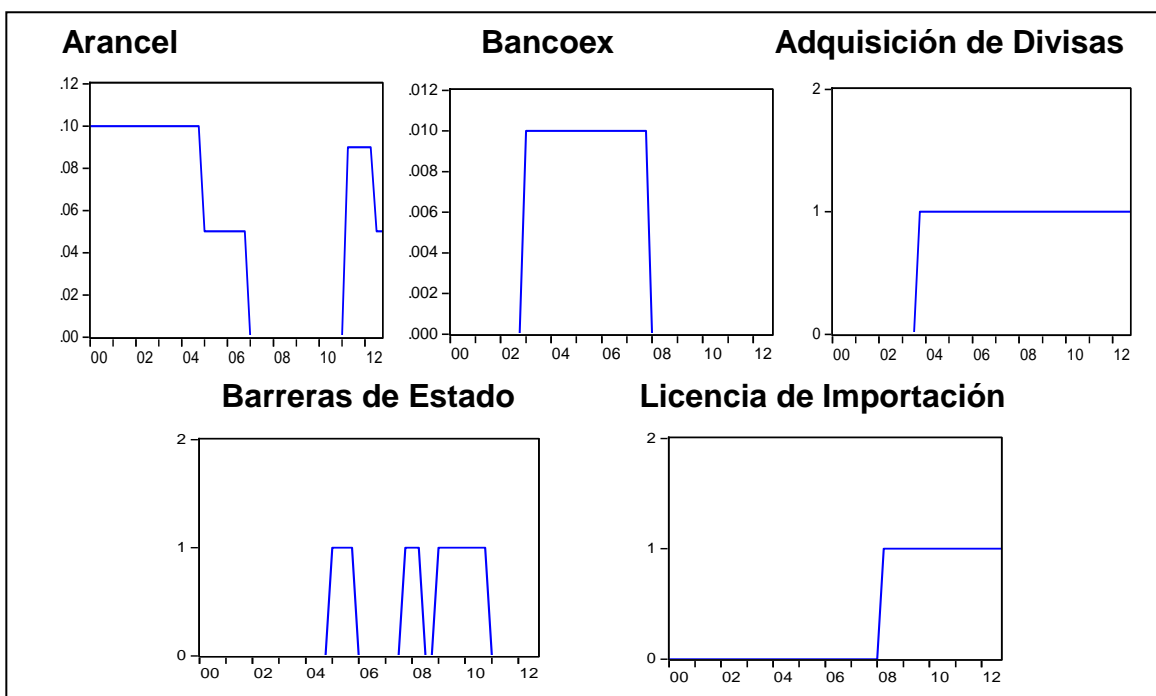 Arancel
Bancoex
Adquisición de Divisas
.12
.10
.08
.06
.04
.02
.00
00 02 04 06 08 10 12
.012
.010
.008
.006
.004
.002
.000
00 02 04 06 08 10 12
2
1
0
00 02 04 06 08 10 12
Barreras de Estado
Licencia de Importación
2
1
0
00 02 04 06 08 10 12
2
1
0
00 02 04 06 08 10 12